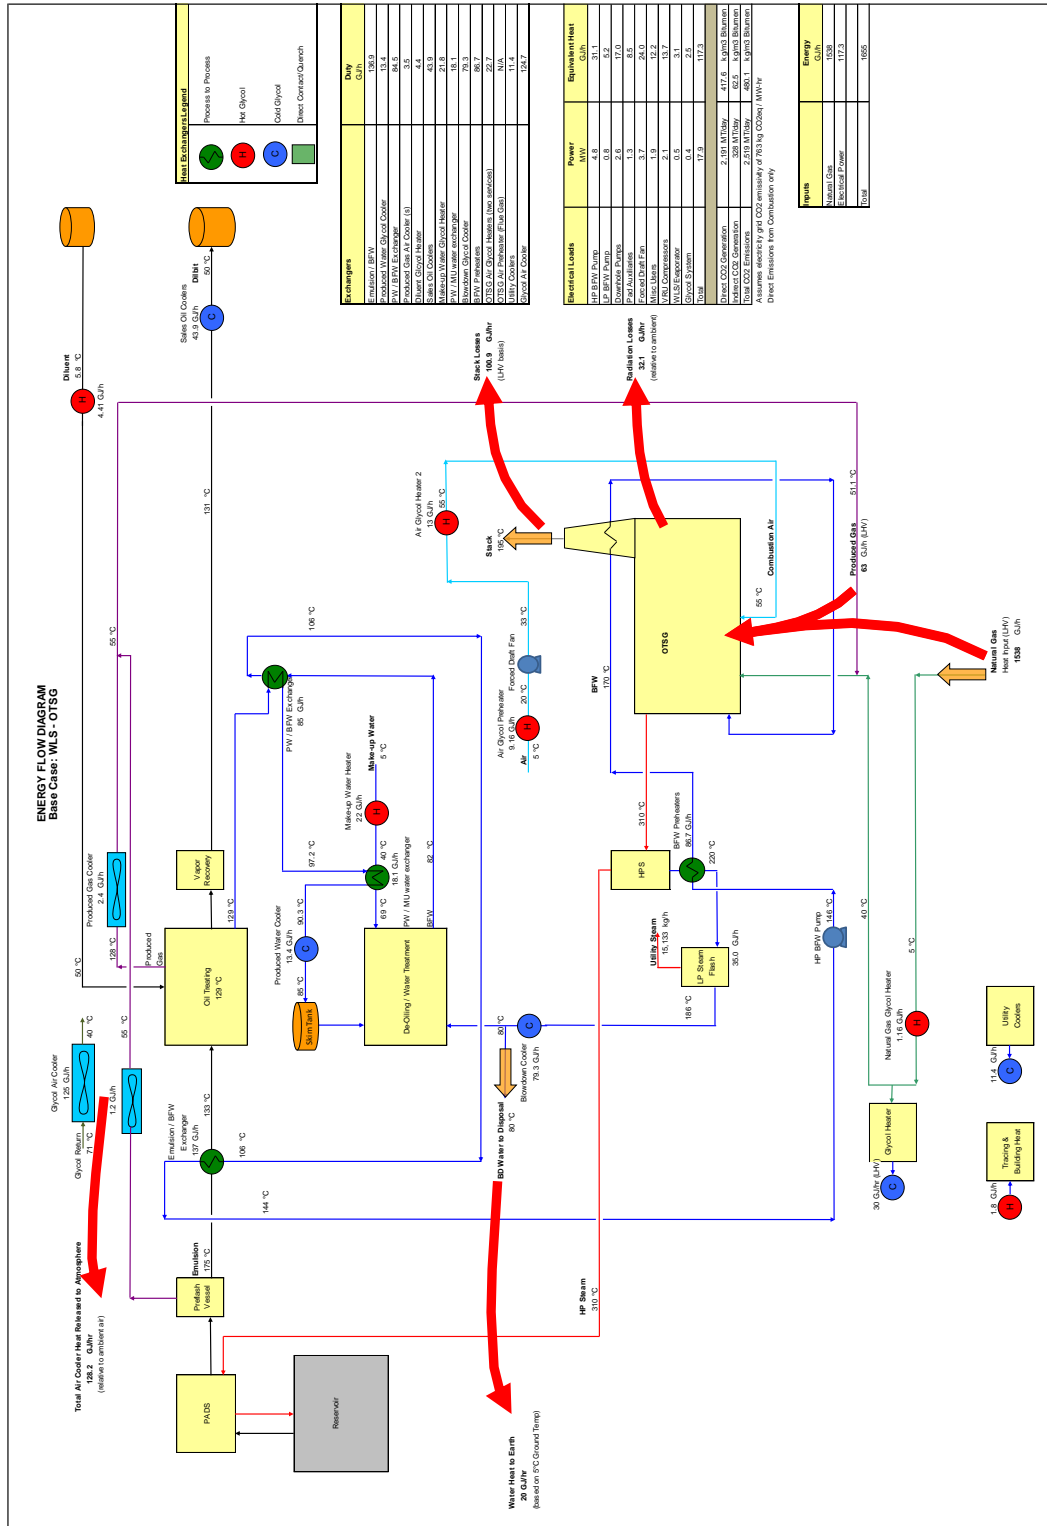 ENERGY FLOW DIAGRAM
Base Case: WLS - OTSG
Total Air Cooler Heat Released to Atmosphere
128.2 GJ/hr
(relative to ambient air)
Glycol Air Cooler
125 GJ/h
Glycol Return
71 °C
40 °C
1.2 GJ/h
55 °C
50 °C
Produced Gas Cooler
2.4 GJ/h
128 °C
Produced
Gas
55 °C
Diluent
5.8 °C
4.41 GJ/h
H
PADS
Reservoir
Preflash
Vessel
Emulsion
175 °C
Emulsion / BFW
Exchanger
137 GJ/h
133 °C
106 °C
144 °C
Oil Treating
129 °C
Vapor
Recovery
129 °C
131 °C
Sales Oil Coolers
43.9 GJ/h
C
Dilbit
50 °C
PW / BFW Exchanger
85 GJ/h
106 °C
97.2 °C
Make-up Water Heater
22 GJ/h
H
Make-up Water
5 °C
40 °C
18.1 GJ/h
PW / MU water exchanger
69 °C
82 °C
BFW
90.3 °C
Produced Water Cooler
13.4 GJ/h
C
85 °C
Skim Tank
De-Oiling / Water Treatment
80 °C
BD Water to Disposal
80 °C
C
Blowdown Cooler
79.3 GJ/h
Water Heat to Earth
20 GJ/hr
(based on 5°C Ground Temp)
HP Steam
310 °C
186 °C
LP Steam
Flash
35.0 GJ/h
Utility Steam
15,133 kg/h
HPS
310 °C
BFW Preheaters
86.7 GJ/h
220 °C
146 °C
HP BFW Pump
BFW
170 °C
Air
5 °C
Air Glycol Preheater
9.16 GJ/h
H
20 °C
Forced Draft Fan
33 °C
Air Glycol Heater 2
13 GJ/h
H
55 °C
Stack
195 °C
Stack Losses
100.9 GJ/hr
(LHV basis)
Radiation Losses
32.1 GJ/hr
(relative to ambient)
OTSG
55 °C
Combustion Air
Produced Gas
63 GJ/h (LHV)
51.1 °C
Natural Gas
Heat Input (LHV)
1538 GJ/h
40 °C
5 °C
Natural Gas Glycol Heater
1.16 GJ/h
H
Glycol Heater
C
30 GJ/hr (LHV)
Utility
Coolers
C
11.4 GJ/h
Tracing &
Building Heat
H
1.8 GJ/h
Heat Exchangers Legend
Process to Process
H Hot Glycol
C Cold Glycol
Direct Contact/Quench
Exchangers Duty
GJ/h
Emulsion / BFW 136.9
Produced Water Glycol Cooler 13.4
PW / BFW Exchanger 84.5
Produced Gas Air Cooler (s) 3.5
Diluent Glcyol Heater 4.4
Sales Oil Coolers 43.9
Make-up Water Glycol Heater 21.8
PW / MU water exchanger 18.1
Blowdown Glycol Cooler 79.3
BFW Preheaters 86.7
OTSG Air Glycol Heaters (two services) 22.7
OTSG Air Preheater (Flue Gas) N/A
Utility Coolers 11.4
Glycol Air Cooler 124.7
Electrical Loads Power Equivalent Heat
MW GJ/h
HP BFW Pump 4.8 31.1
LP BFW Pump 0.8 5.2
Downhole Pumps 2.6 17.0
Pad Auxiliaries 1.3 8.5
Forced Draft Fan 3.7 24.0
Misc Users 1.9 12.2
VRU Compressors 2.1 13.7
WLS/Evaporator 0.5 3.1
Glycol System 0.4 2.5
Total 17.9 117.3
Direct CO2 Generation 2,191 MT/day 417.6 kg/m3 Bitumen
Indirect CO2 Generation 328 MT/day 62.5 kg/m3 Bitumen
Total CO2 Emissions 2,519 MT/day 480.1 kg/m3 Bitumen
Assumes electricity grid CO2 emissivity of 763 kg CO2eq / MW-hr
Direct Emissions from Combustion only
Inputs Energy
GJ/h
Natural Gas 1538
Electrical Power 117.3
Total 1655